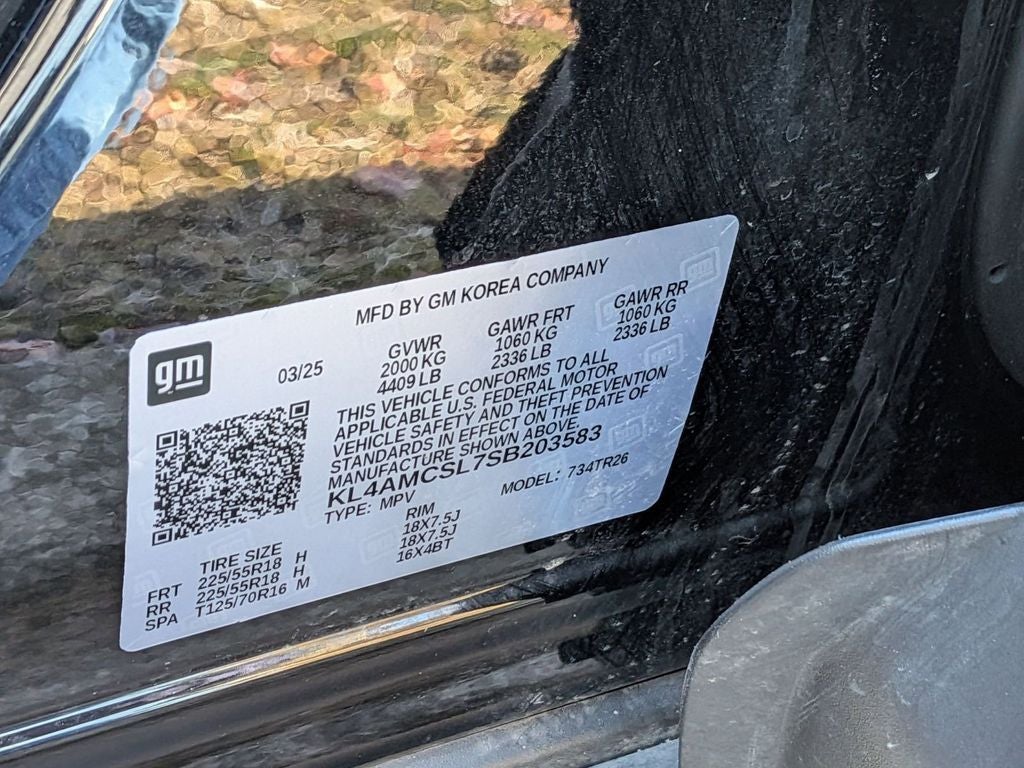 MFD BY GM KOREA COMPANY
gm
03/25
GVWR
2000 KG
4409 LB
GAWR FRT
1060 KG
2336 LB
GAWR RR
1060 KG
2336 LB
THIS VEHICLE CONFORMS TO ALL
APPLICABLE U.S. FEDERAL MOTOR
VEHICLE SAFETY AND THEFT PREVENTION
STANDARDS IN EFFECT ON THE DATE OF
MANUFACTURE SHOWN ABOVE.
KL4AMCSL7SB203583
TYPE: MPV MODEL: 734TR26
TIRE SIZE RIM
FRT 225/55R18 H 18X7.5J
RR 225/55R18 H 18X7.5J
SPA T125/70R16 M 16X4BT